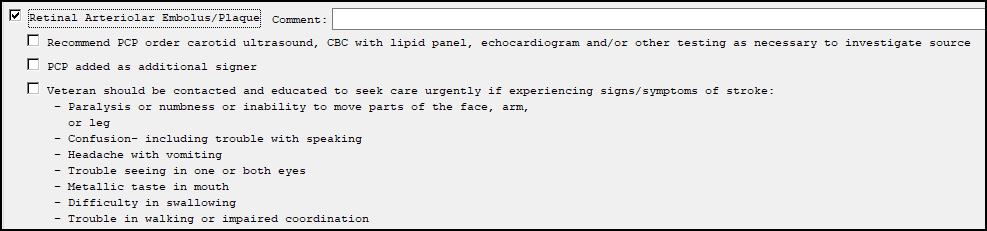 Retinal Arteriolar Embolus/Plaque Comment:
Recommend PCP order carotid ultrasound, CBC with lipid panel, echocardiogram and/or other testing as necessary to investigate source
PCP added as additional signer
Veteran should be contacted and educated to seek care urgently if experiencing signs/symptoms of stroke:
- Paralysis or numbness or inability to move parts of the face, arm,
or leg
- Confusion- including trouble with speaking
- Headache with vomiting
- Trouble seeing in one or both eyes
- Metallic taste in mouth
- Difficulty in swallowing
- Trouble in walking or impaired coordination